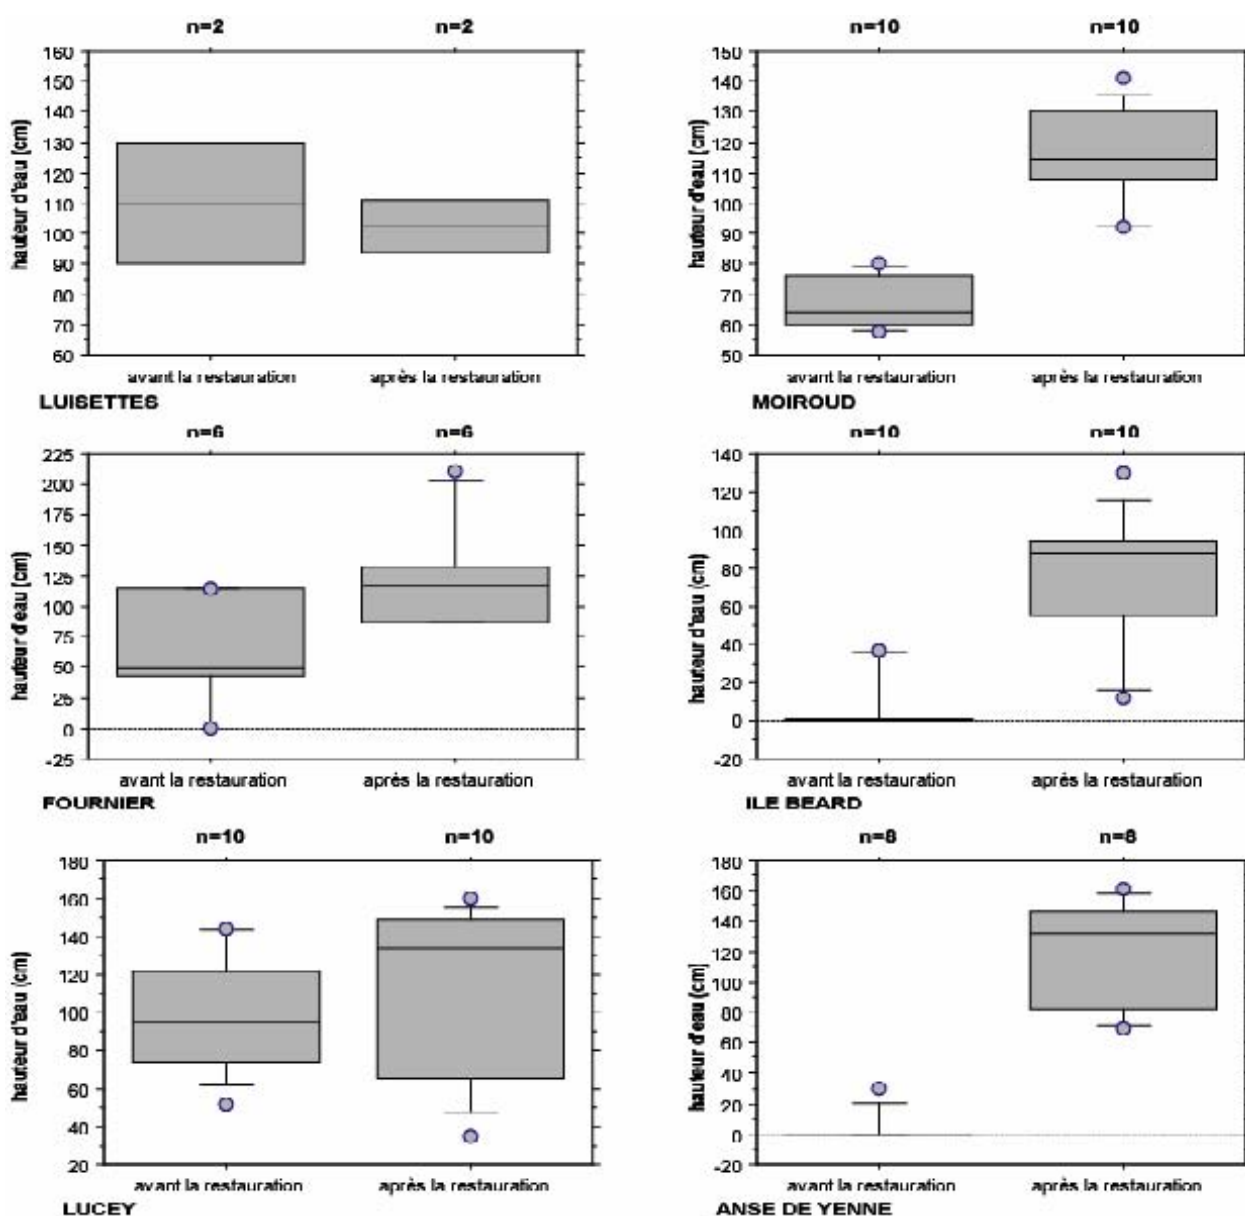 n=2 n=2
160
150
140
130
120
110
100
90
80
70
60
hauteur d'eau (cm)
avant la restauration après la restauration
LUISETTES
n=10 n=10
150
140
130
120
110
100
90
80
70
60
50
hauteur d'eau (cm)
avant la restauration après la restauration
MOIROUD
n=6 n=6
225
200
175
150
125
100
75
50
25
0
-25
hauteur d'eau (cm)
avant la restauration après la restauration
FOURNIER
n=10 n=10
140
120
100
80
60
40
20
0
-20
hauteur d'eau (cm)
avant la restauration après la restauration
ILE BEARD
n=10 n=10
180
160
140
120
100
80
60
40
20
hauteur d'eau (cm)
avant la restauration après la restauration
LUCEY
n=8 n=8
180
160
140
120
100
80
60
40
20
0
-20
hauteur d'eau (cm)
avant la restauration après la restauration
ANSE DE YENNE